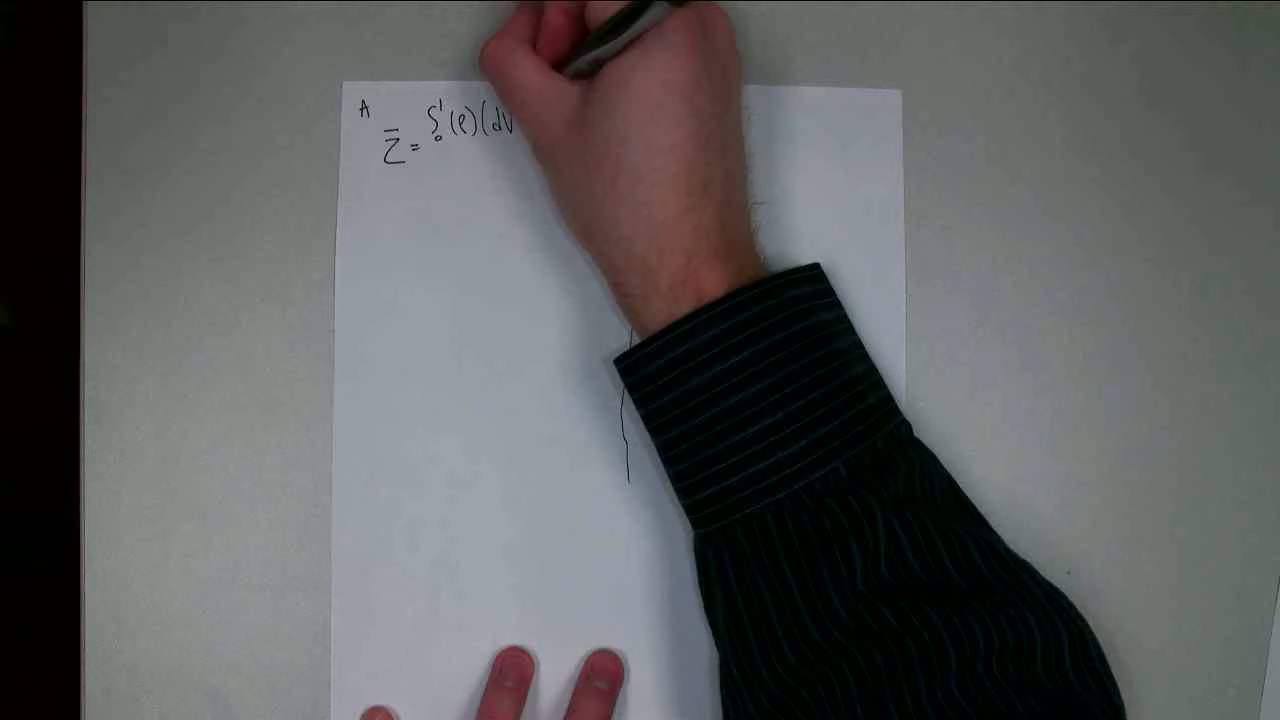 A
z̄ = ∫₀¹ (ρ)(dV